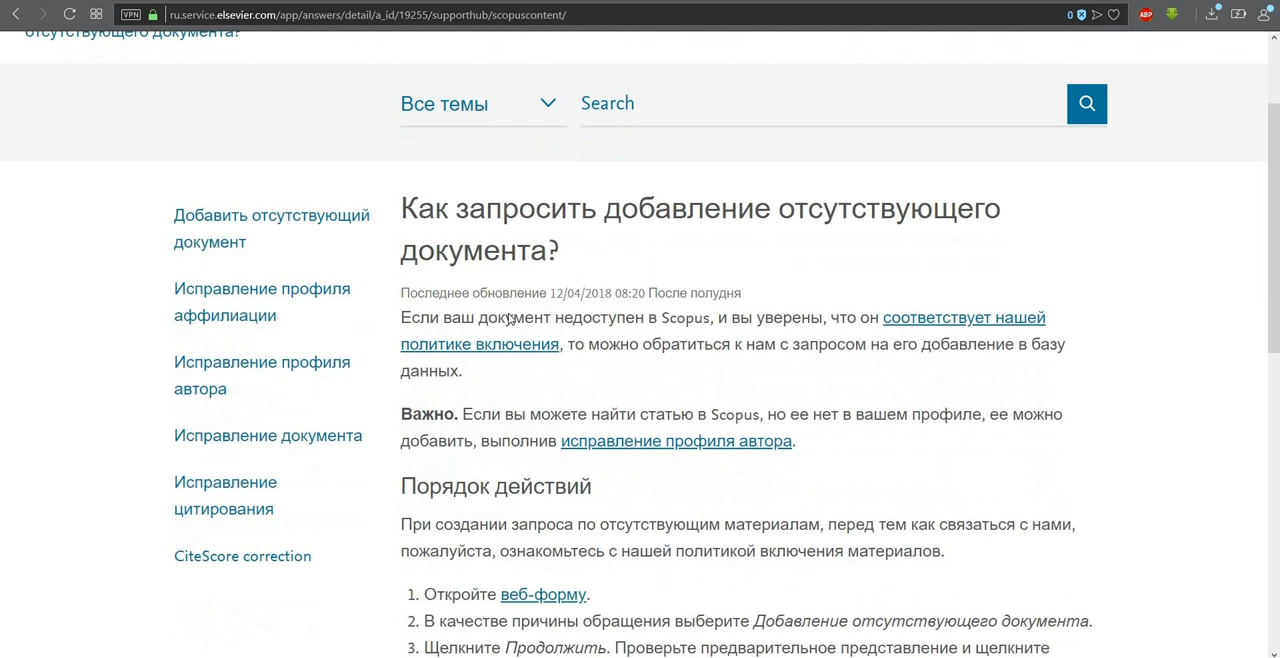 VPN
ru.service.elsevier.com/app/answers/detail/a_id/19255/supporthub/scopuscontent/
0
ABP
отсутствующего документа?
Все темы
Search
Добавить отсутствующий
документ
Исправление профиля
аффилиации
Исправление профиля
автора
Исправление документа
Исправление
цитирования
CiteScore correction
Как запросить добавление отсутствующего
документа?
Последнее обновление 12/04/2018 08:20 После полудня
Если ваш документ недоступен в Scopus, и вы уверены, что он соответствует нашей
политике включения, то можно обратиться к нам с запросом на его добавление в базу
данных.
Важно. Если вы можете найти статью в Scopus, но ее нет в вашем профиле, ее можно
добавить, выполнив исправление профиля автора.
Порядок действий
При создании запроса по отсутствующим материалам, перед тем как связаться с нами,
пожалуйста, ознакомьтесь с нашей политикой включения материалов.
1. Откройте веб-форму.
2. В качестве причины обращения выберите Добавление отсутствующего документа.
3. Щелкните Продолжить. Проверьте предварительное представление и щелкните